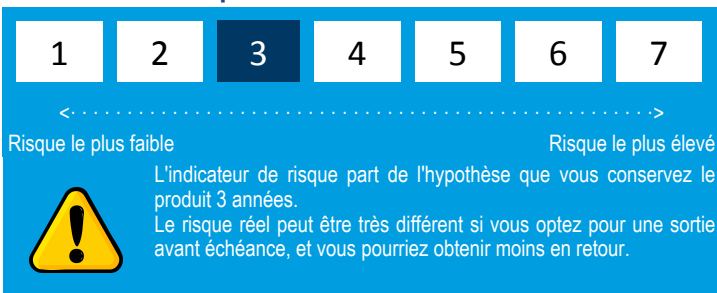 1 2 3 4 5 6 7
Risque le plus faible Risque le plus élevé
L'indicateur de risque part de l'hypothèse que vous conservez le
produit 3 années.
Le risque réel peut être très différent si vous optez pour une sortie
avant échéance, et vous pourriez obtenir moins en retour.